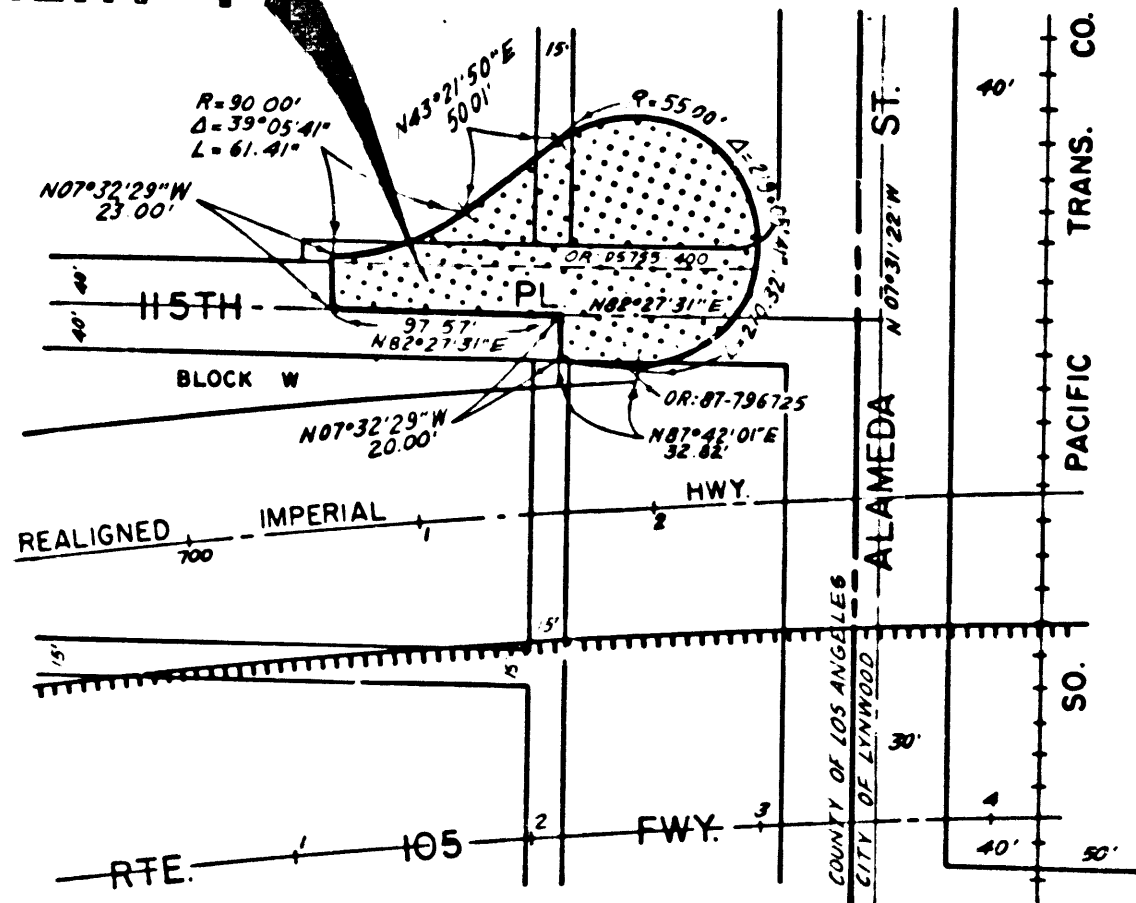 15'
N43°21'50"E
50.01'
R=90.00'
Δ=39°05'41"
L=61.41"
R=55.00'
N07°32'29"W
23.00'
OR:D5755-400
L=210.32'
40'
40'
115TH PL.
N82°27'31"E
97.57'
N82°27'31"E
BLOCK W
OR:87-796725
N07°32'29"W
20.00'
N87°42'01"E
32.82'
REALIGNED IMPERIAL HWY.
700 1 2
15'
15'
15
RTE. 105 FWY.
1 2 3 4
ALAMEDA ST.
N07°31'22"W
COUNTY OF LOS ANGELES
CITY OF LYNWOOD
30'
40'
40'
50'
SO. PACIFIC TRANS. CO.